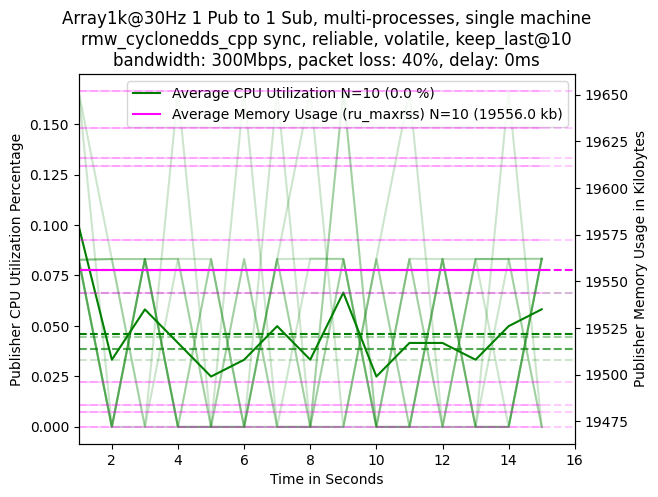 Array1k@30Hz 1 Pub to 1 Sub, multi-processes, single machine
rmw_cyclonedds_cpp sync, reliable, volatile, keep_last@10
bandwidth: 300Mbps, packet loss: 40%, delay: 0ms
Average CPU Utilization N=10 (0.0 %)
Average Memory Usage (ru_maxrss) N=10 (19556.0 kb)
Publisher CPU Utilization Percentage
0.150
0.125
0.100
0.075
0.050
0.025
0.000
19650
19625
19600
19575
19550
19525
19500
19475
Publisher Memory Usage in Kilobytes
2 4 6 8 10 12 14 16
Time in Seconds